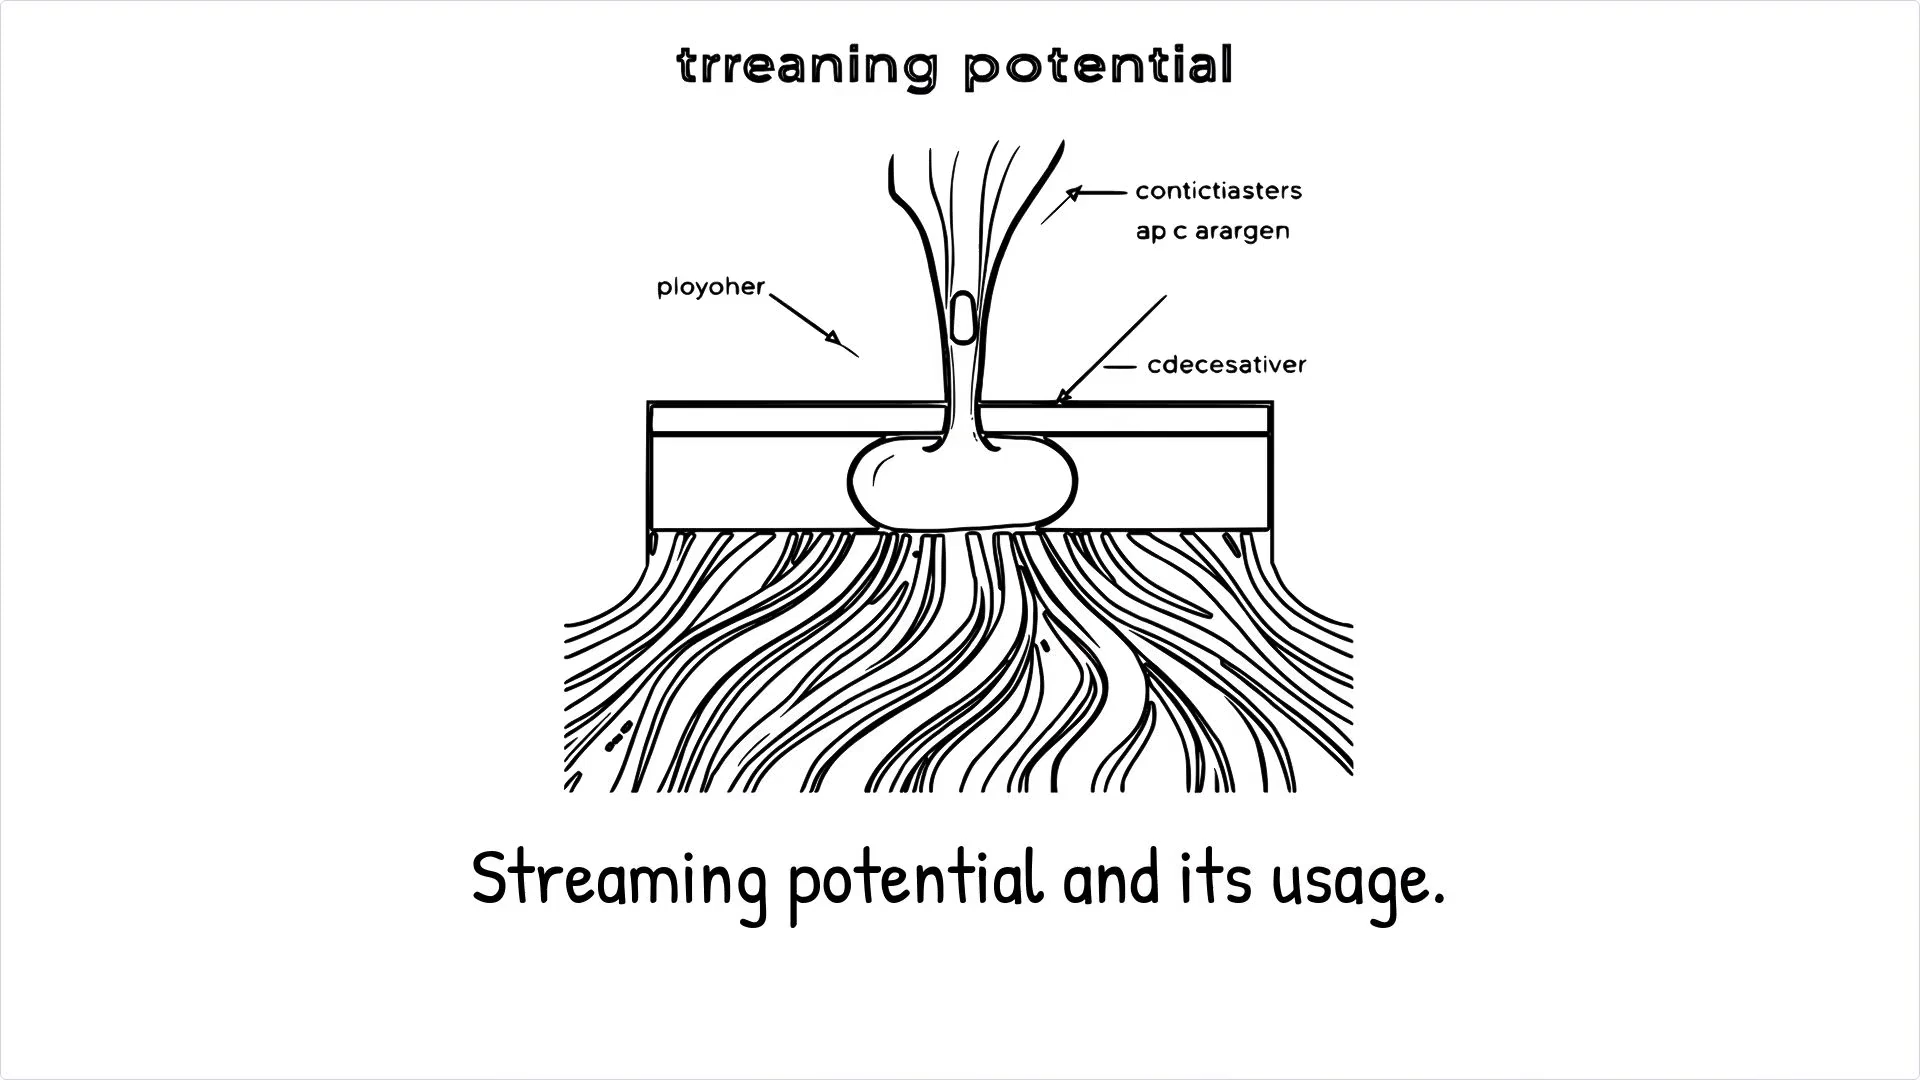 trreaning potential
contictiasters
ap c arargen
ployoher
cdecesativer
Streaming potential and its usage.